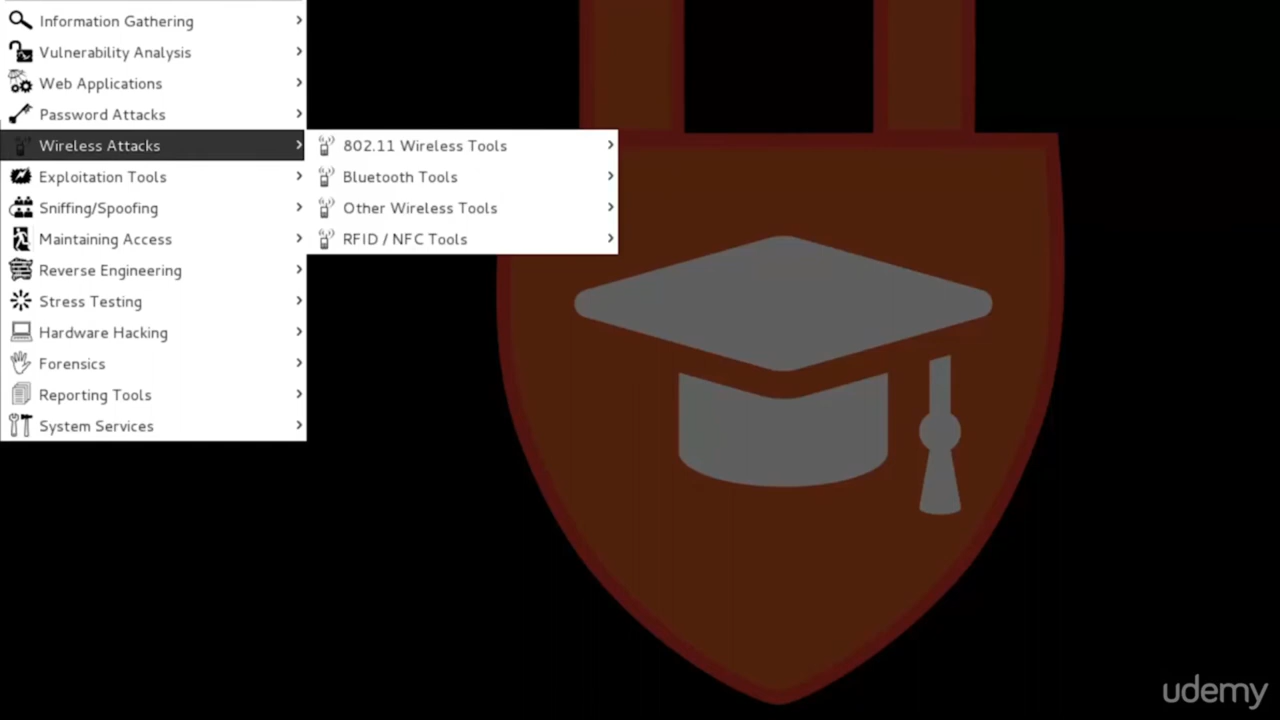 Information Gathering
Vulnerability Analysis
Web Applications
Password Attacks
Wireless Attacks
Exploitation Tools
Sniffing/Spoofing
Maintaining Access
Reverse Engineering
Stress Testing
Hardware Hacking
Forensics
Reporting Tools
System Services
802.11 Wireless Tools
Bluetooth Tools
Other Wireless Tools
RFID / NFC Tools
udemy